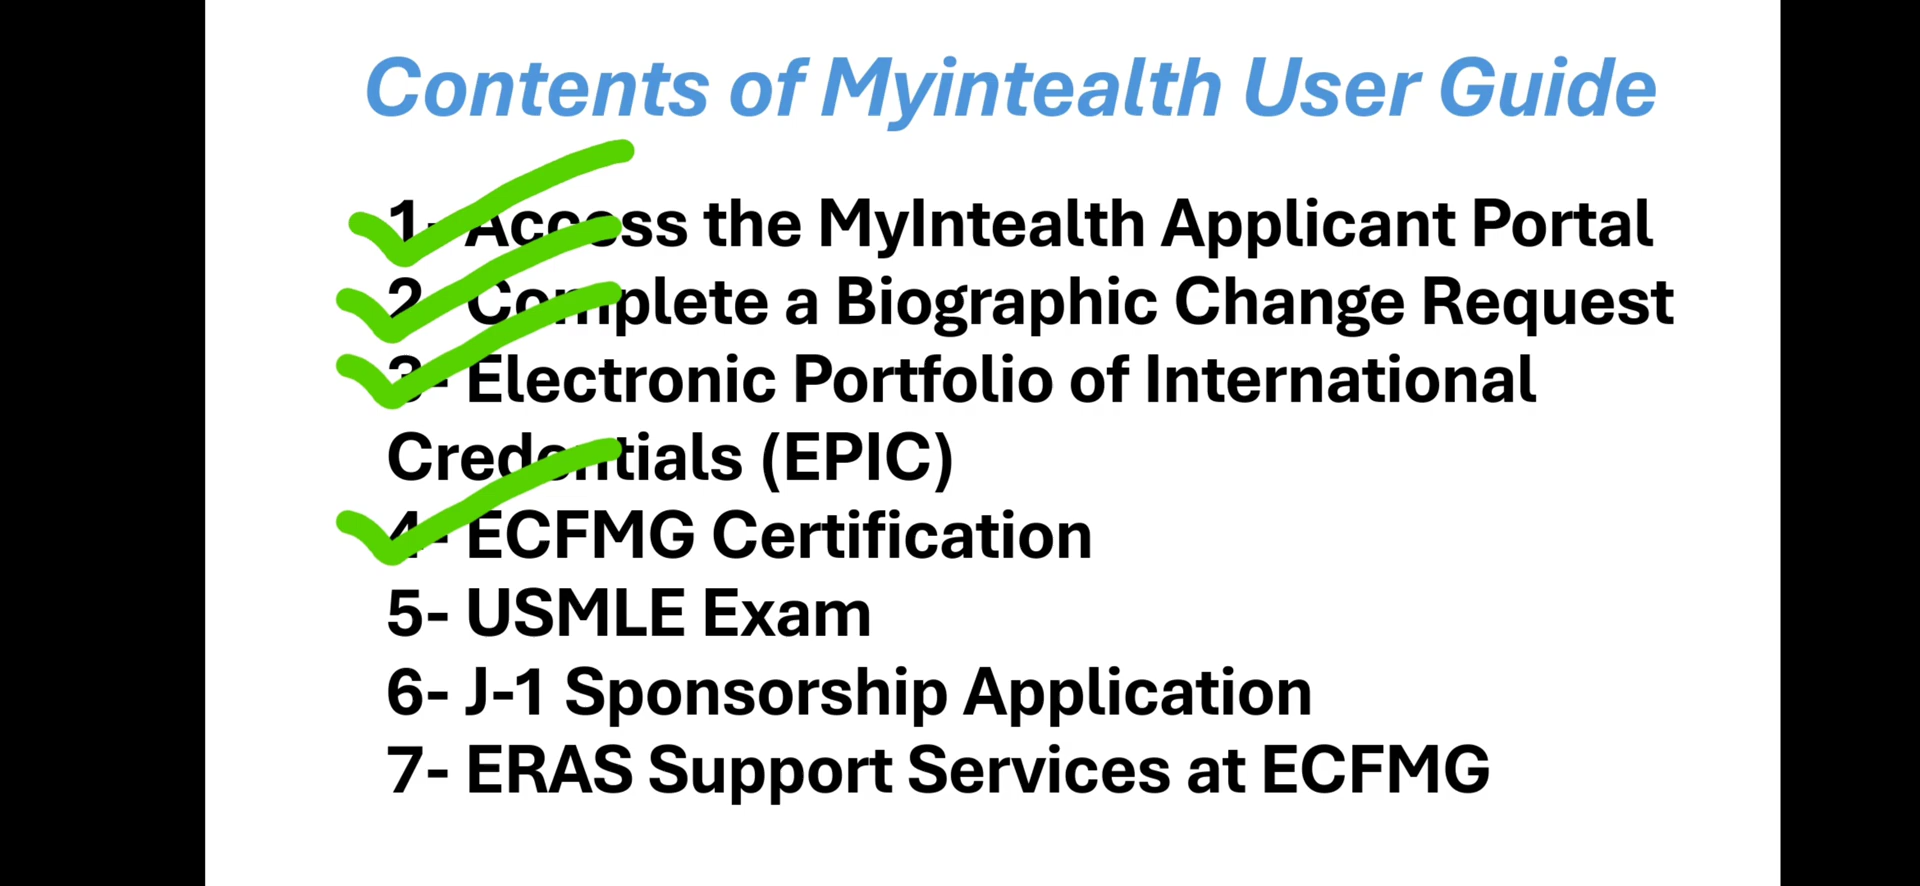 Contents of Myintealth User Guide
1- Access the MyIntealth Applicant Portal
2- Complete a Biographic Change Request
3- Electronic Portfolio of International
Credentials (EPIC)
4- ECFMG Certification
5- USMLE Exam
6- J-1 Sponsorship Application
7- ERAS Support Services at ECFMG